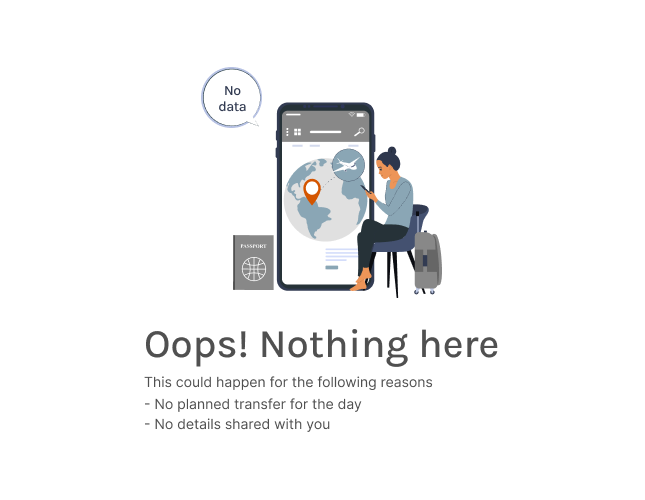 No
data
PASSPORT
Oops! Nothing here
This could happen for the following reasons
- No planned transfer for the day
- No details shared with you